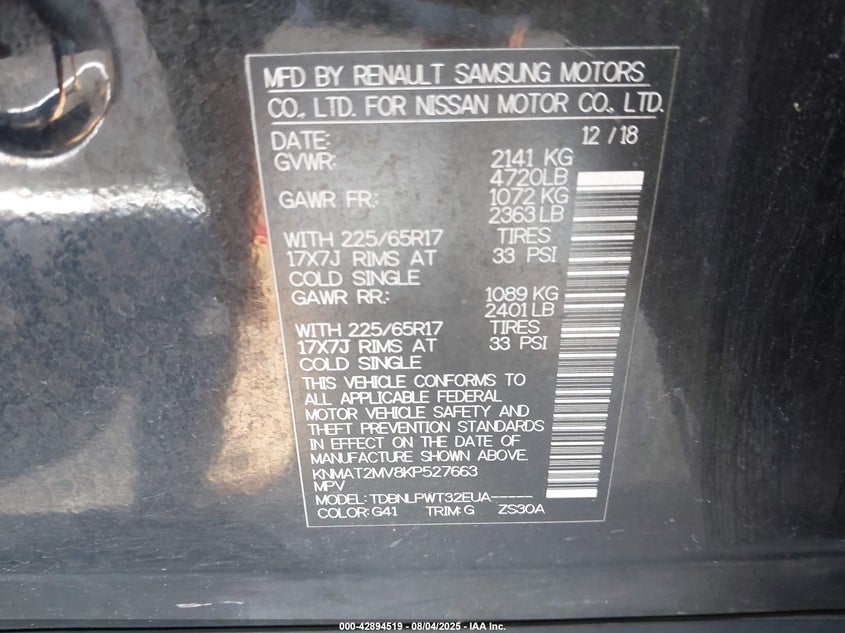 MFD BY RENAULT SAMSUNG MOTORS
CO., LTD. FOR NISSAN MOTOR CO., LTD.
DATE: 12 / 18
GVWR: 2141 KG
4720LB
GAWR FR: 1072 KG
2363 LB
WITH 225/65R17 TIRES
17X7J RIMS AT 33 PSI
COLD SINGLE
GAWR RR: 1089 KG
2401 LB
WITH 225/65R17 TIRES
17X7J RIMS AT 33 PSI
COLD SINGLE
THIS VEHICLE CONFORMS TO
ALL APPLICABLE FEDERAL
MOTOR VEHICLE SAFETY AND
THEFT PREVENTION STANDARDS
IN EFFECT ON THE DATE OF
MANUFACTURE SHOWN ABOVE.
KNMAT2MV8KP527663
MPV
MODEL: TDBNLPWT32EUA-----
COLOR: G41 TRIM: G ZS30A
000-42894519 - 08/04/2025 - IAA Inc.